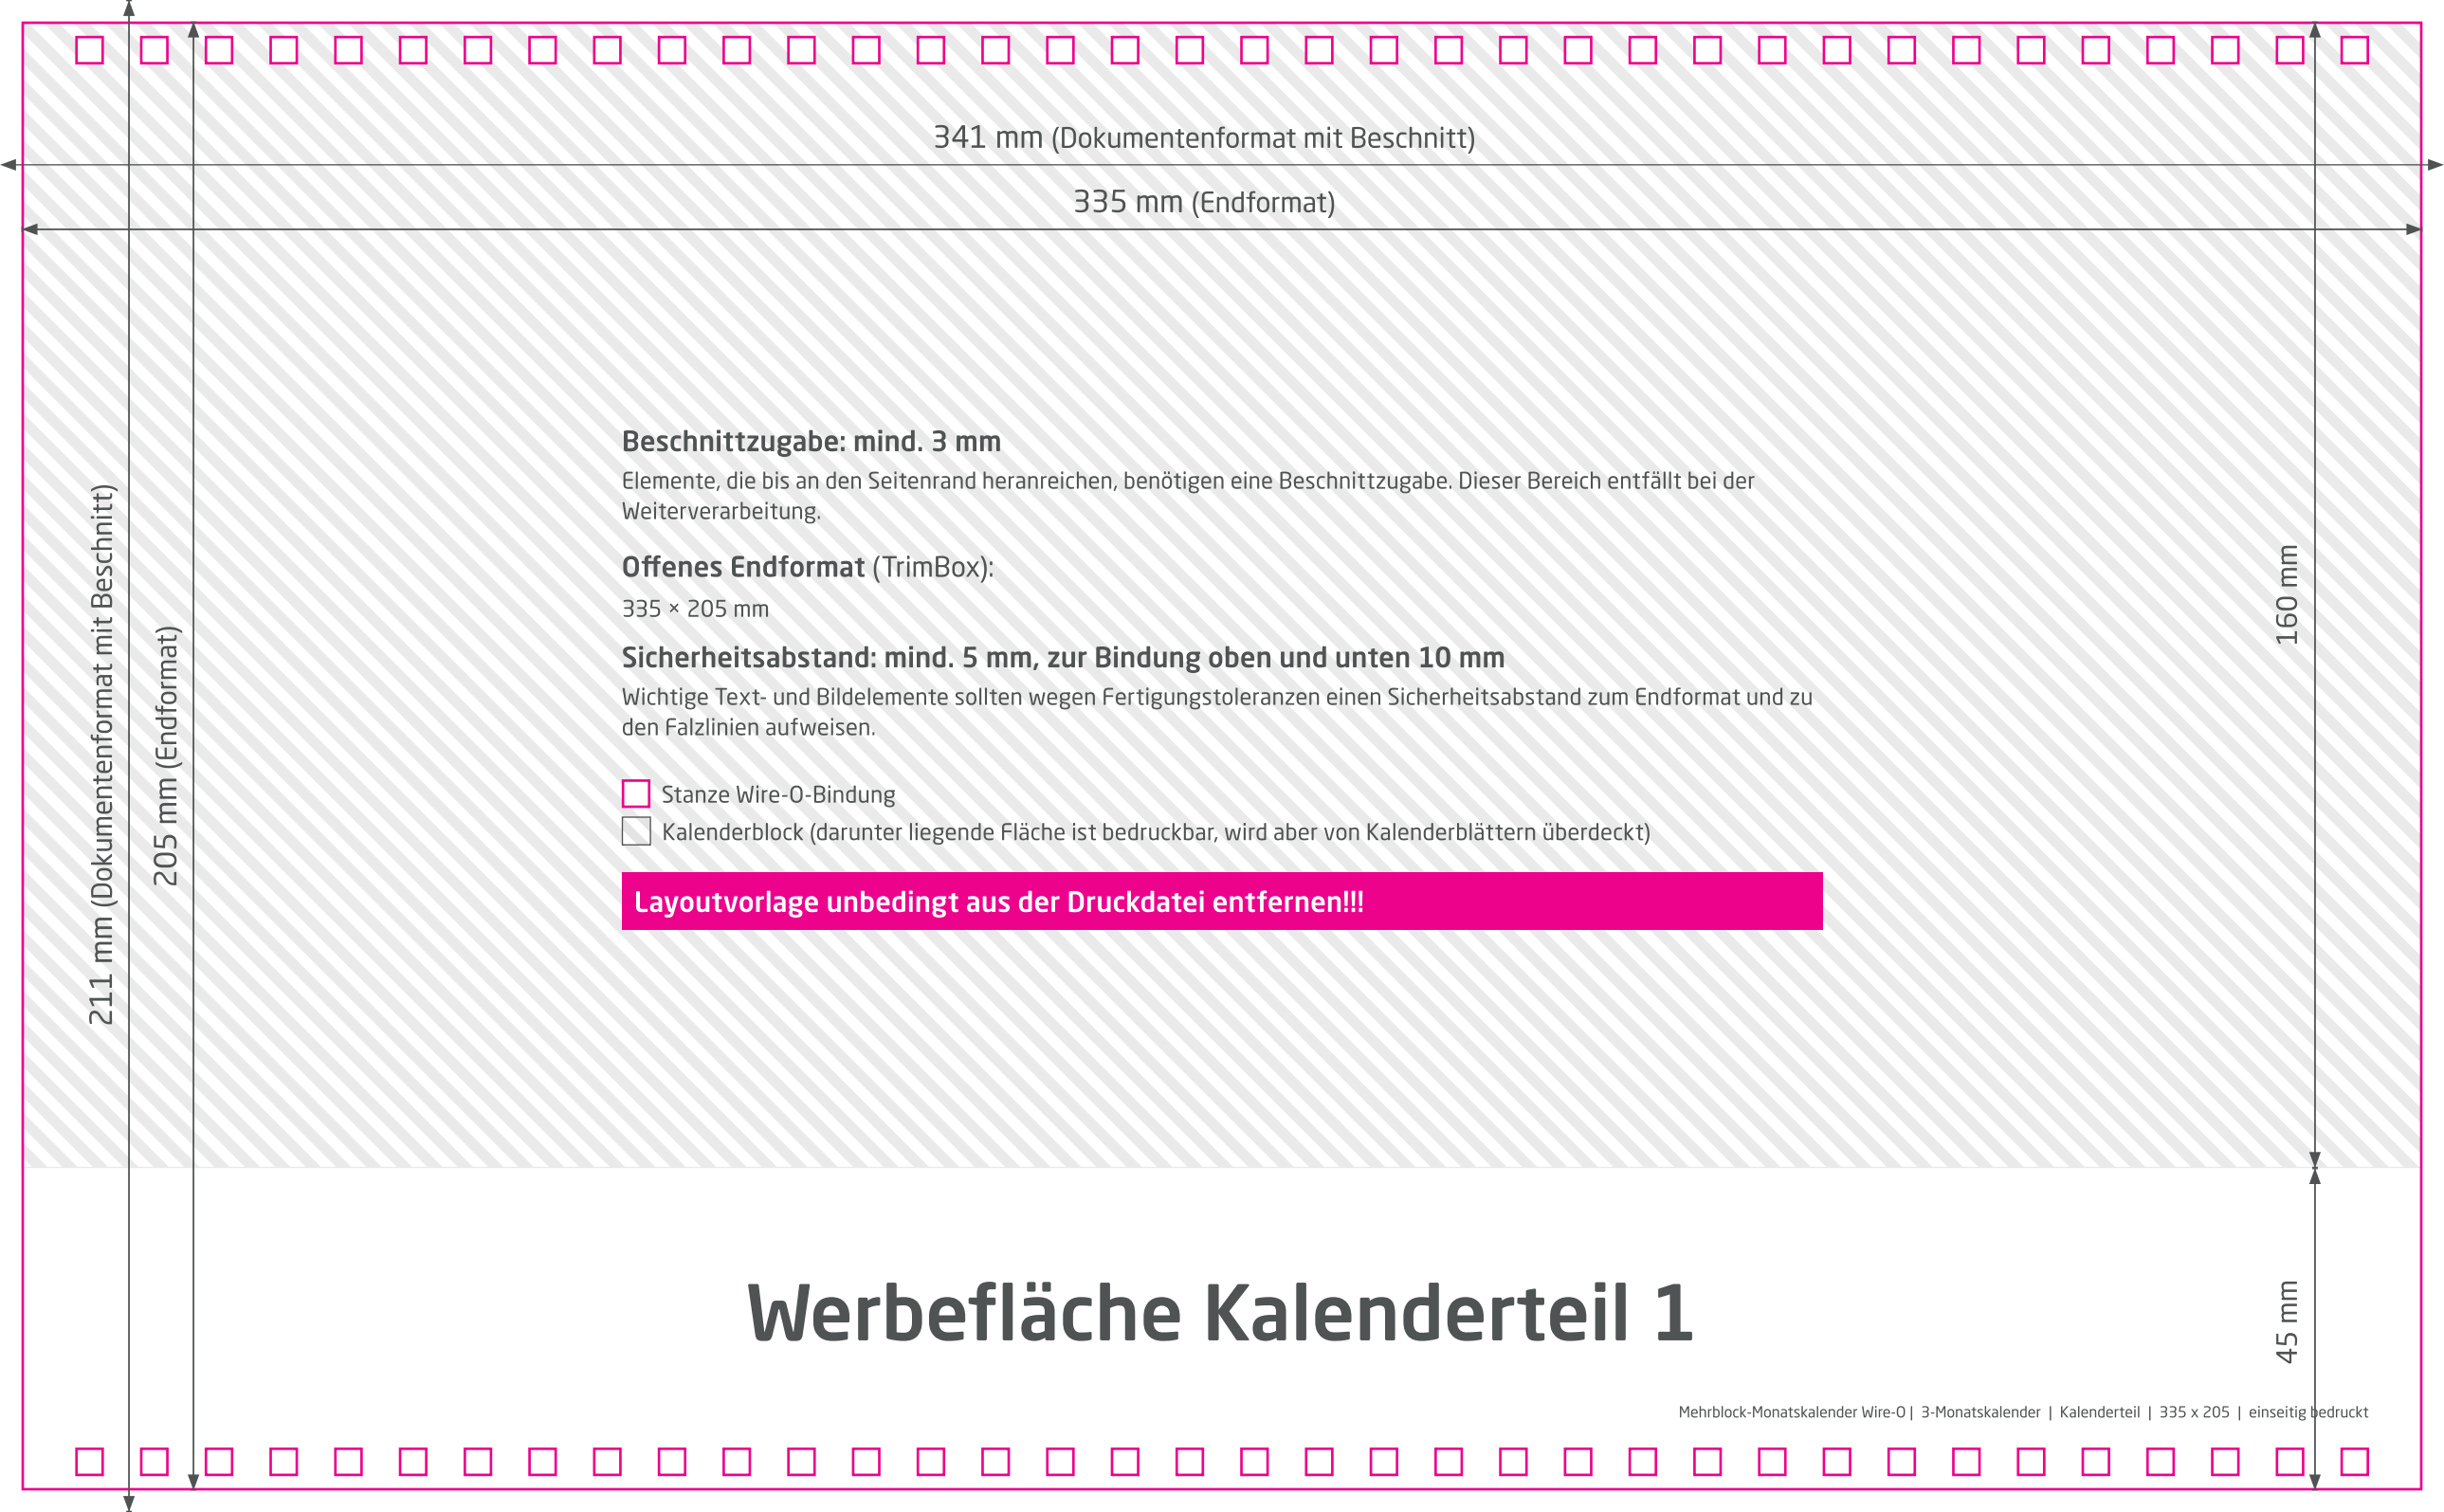 341 mm (Dokumentenformat mit Beschnitt)
335 mm (Endformat)
211 mm (Dokumentenformat mit Beschnitt)
205 mm (Endformat)
160 mm
Beschnittzugabe: mind. 3 mm
Elemente, die bis an den Seitenrand heranreichen, benötigen eine Beschnittzugabe. Dieser Bereich entfällt bei der
Weiterverarbeitung.
Offenes Endformat (TrimBox):
335 × 205 mm
Sicherheitsabstand: mind. 5 mm, zur Bindung oben und unten 10 mm
Wichtige Text- und Bildelemente sollten wegen Fertigungstoleranzen einen Sicherheitsabstand zum Endformat und zu
den Falzlinien aufweisen.
Stanze Wire-O-Bindung
Kalenderblock (darunter liegende Fläche ist bedruckbar, wird aber von Kalenderblättern überdeckt)
Layoutvorlage unbedingt aus der Druckdatei entfernen!!!
Werbefläche Kalenderteil 1
45 mm
Mehrblock-Monatskalender Wire-O | 3-Monatskalender | Kalenderteil | 335 x 205 | einseitig bedruckt